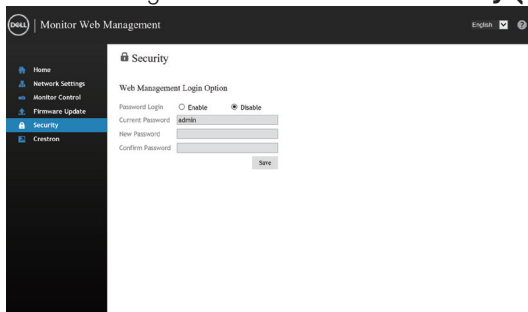 DELL | Monitor Web Management
English
Home
Network Settings
Monitor Control
Firmware Update
Security
Crestron
Security
Web Management Login Option
Password Login Enable Disable
Current Password admin
New Password
Confirm Password
Save